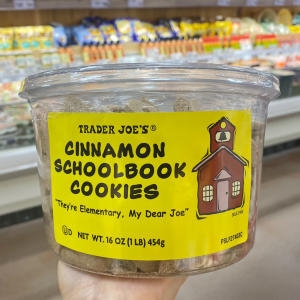 TRADER JOE'S®
CINNAMON
SCHOOLBOOK
COOKIES
"They're Elementary, My Dear Joe"
NET WT. 16 OZ (1 LB) 454g